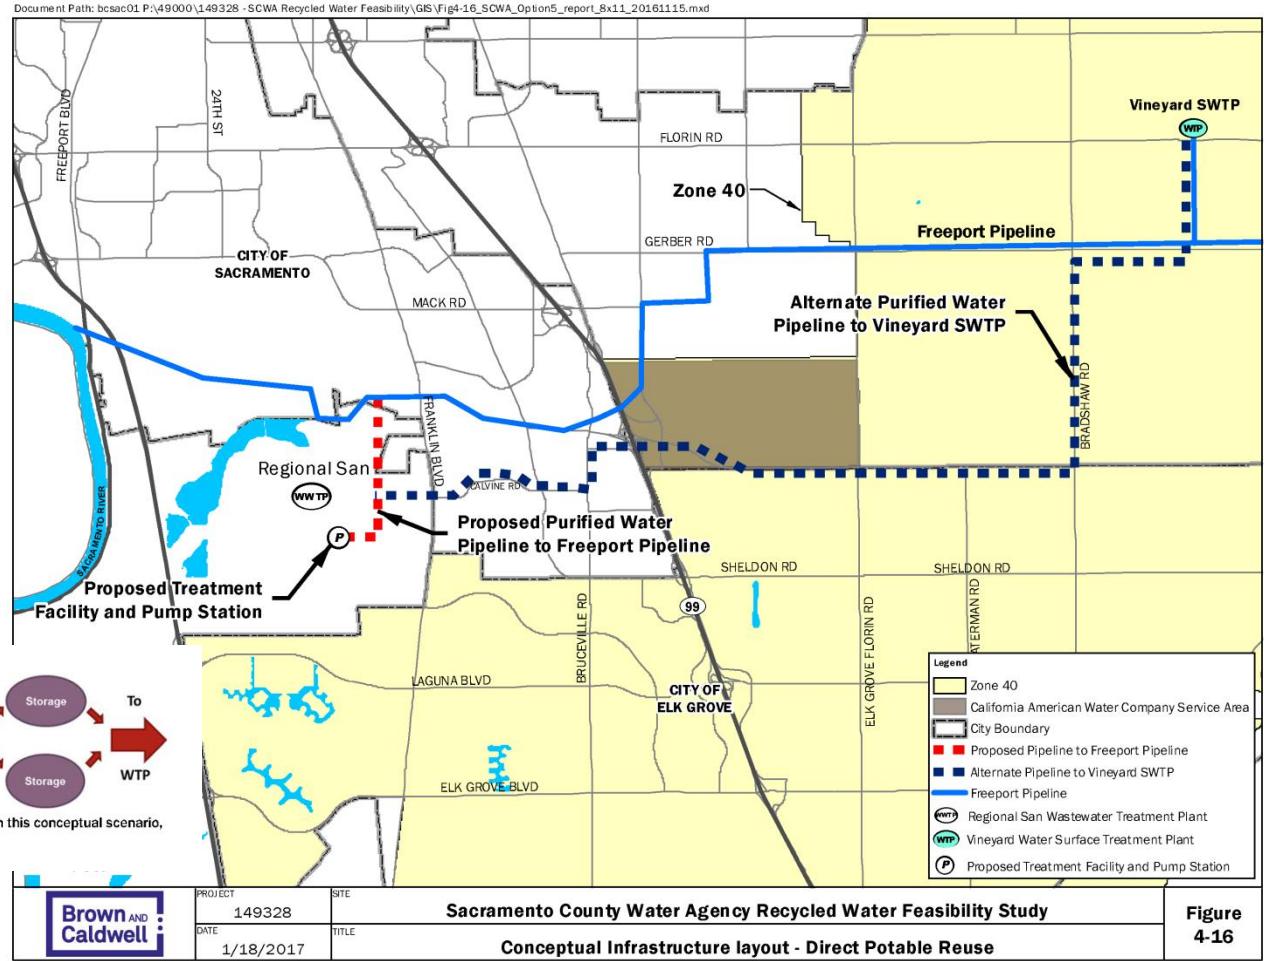 Document Path: bcsac01 P:\49000\149328 - SCWA Recycled Water Feasibility\GIS\Fig4-16_SCWA_Option5_report_8x11_20161115.mxd
FREEPORT BLVD
24TH ST
FLORIN RD
Vineyard SWTP
WTP
Zone 40
GERBER RD
Freeport Pipeline
CITY OF
SACRAMENTO
MACK RD
Alternate Purified Water
Pipeline to Vineyard SWTP
BRADSHAW RD
FRANKLIN BLVD
Regional San
WWTP
CALVINE RD
SACRAMENTO RIVER
P
Proposed Purified Water
Pipeline to Freeport Pipeline
Proposed Treatment
Facility and Pump Station
SHELDON RD
SHELDON RD
99
BRUCEVILLE RD
ELK GROVE FLORIN RD
ATERMAN RD
LAGUNA BLVD
CITY OF
ELK GROVE
ELK GROVE BLVD
Storage
To
Storage
WTP
n this conceptual scenario,
Legend
Zone 40
California American Water Company Service Area
City Boundary
Proposed Pipeline to Freeport Pipeline
Alternate Pipeline to Vineyard SWTP
Freeport Pipeline
WWTP Regional San Wastewater Treatment Plant
WTP Vineyard Water Surface Treatment Plant
P Proposed Treatment Facility and Pump Station
Brown AND
Caldwell
PROJECT
149328
DATE
1/18/2017
SITE
Sacramento County Water Agency Recycled Water Feasibility Study
TITLE
Conceptual Infrastructure layout - Direct Potable Reuse
Figure
4-16